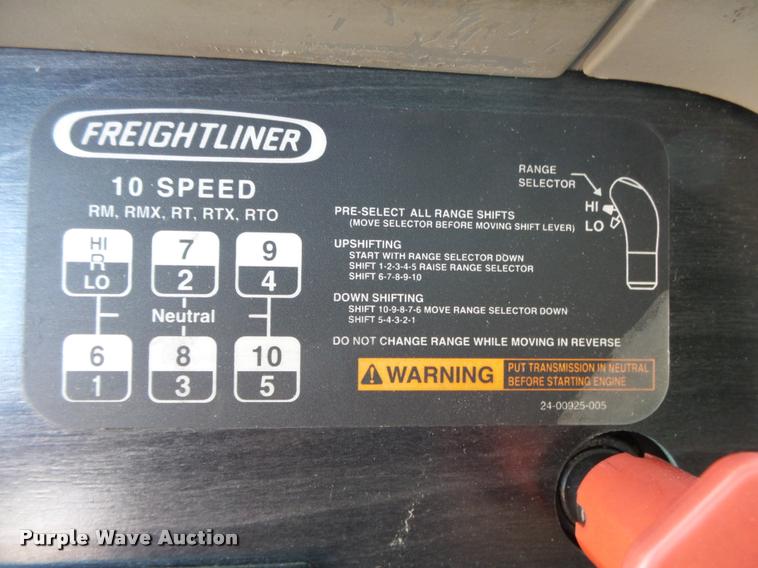 FREIGHTLINER
10 SPEED
RM, RMX, RT, RTX, RTO
HI
R
LO
7
2
9
4
Neutral
6
1
8
3
10
5
RANGE
SELECTOR
HI
LO
PRE-SELECT ALL RANGE SHIFTS
(MOVE SELECTOR BEFORE MOVING SHIFT LEVER)
UPSHIFTING
START WITH RANGE SELECTOR DOWN
SHIFT 1-2-3-4-5 RAISE RANGE SELECTOR
SHIFT 6-7-8-9-10
DOWN SHIFTING
SHIFT 10-9-8-7-6 MOVE RANGE SELECTOR DOWN
SHIFT 5-4-3-2-1
DO NOT CHANGE RANGE WHILE MOVING IN REVERSE
WARNING
PUT TRANSMISSION IN NEUTRAL
BEFORE STARTING ENGINE
24-00925-005
Purple Wave Auction